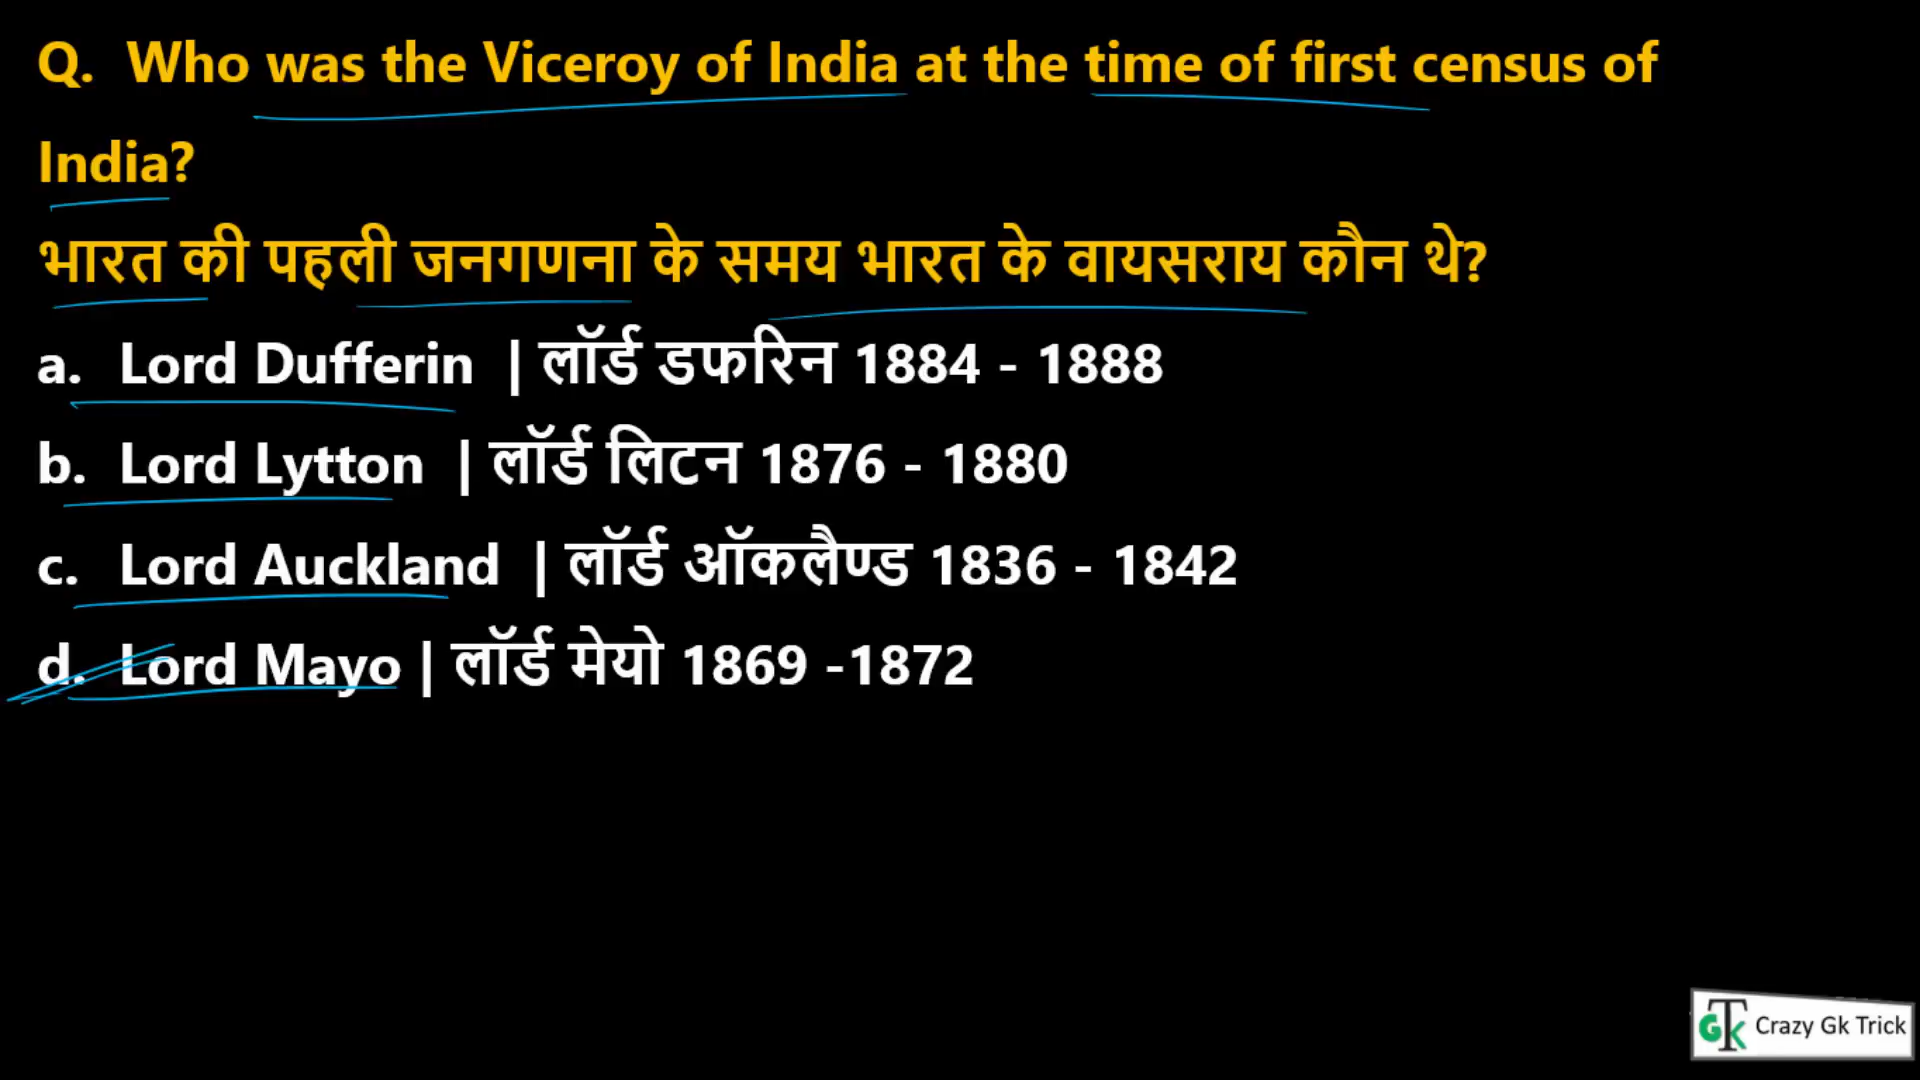 Q. Who was the Viceroy of India at the time of first census of
India?
भारत की पहली जनगणना के समय भारत के वायसराय कौन थे?
a. Lord Dufferin | लॉर्ड डफरिन 1884 - 1888
b. Lord Lytton | लॉर्ड लिटन 1876 - 1880
c. Lord Auckland | लॉर्ड ऑकलैण्ड 1836 - 1842
d. Lord Mayo | लॉर्ड मेयो 1869 -1872
GTK Crazy Gk Trick